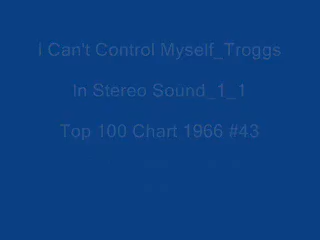 I Can't Control Myself_Troggs
In Stereo Sound_1_1
Top 100 Chart 1966 #43